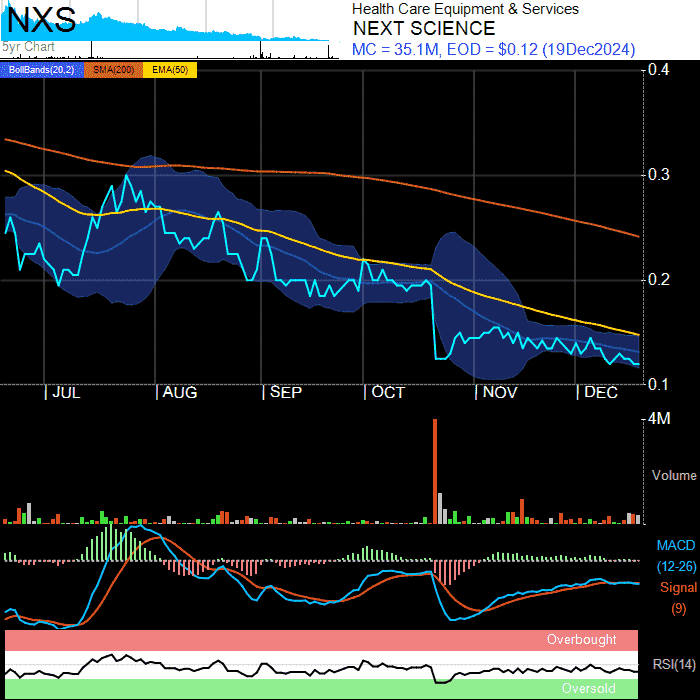 NXS
5yr Chart
Health Care Equipment & Services
NEXT SCIENCE
MC = 35.1M, EOD = $0.12 (19Dec2024)
BollBands(20,2) SMA(200) EMA(50)
0.4
0.3
0.2
0.1
JUL AUG SEP OCT NOV DEC
4M
Volume
MACD
(12-26)
Signal
(9)
Overbought
RSI(14)
Oversold